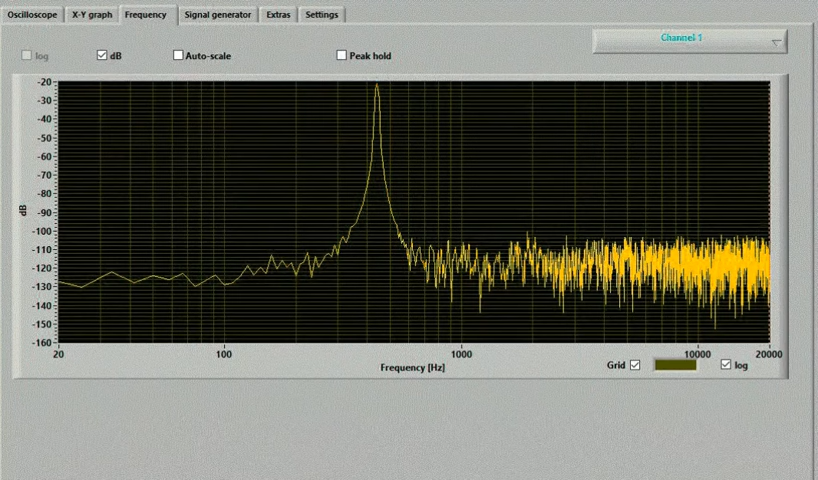 Oscilloscope X-Y graph Frequency Signal generator Extras Settings
Channel 1
log dB Auto-scale Peak hold
-20
-30
-40
-50
-60
-70
-80
-90
-100
-110
-120
-130
-140
-150
-160
dB
20 100 1000 10000 20000
Frequency [Hz]
Grid log